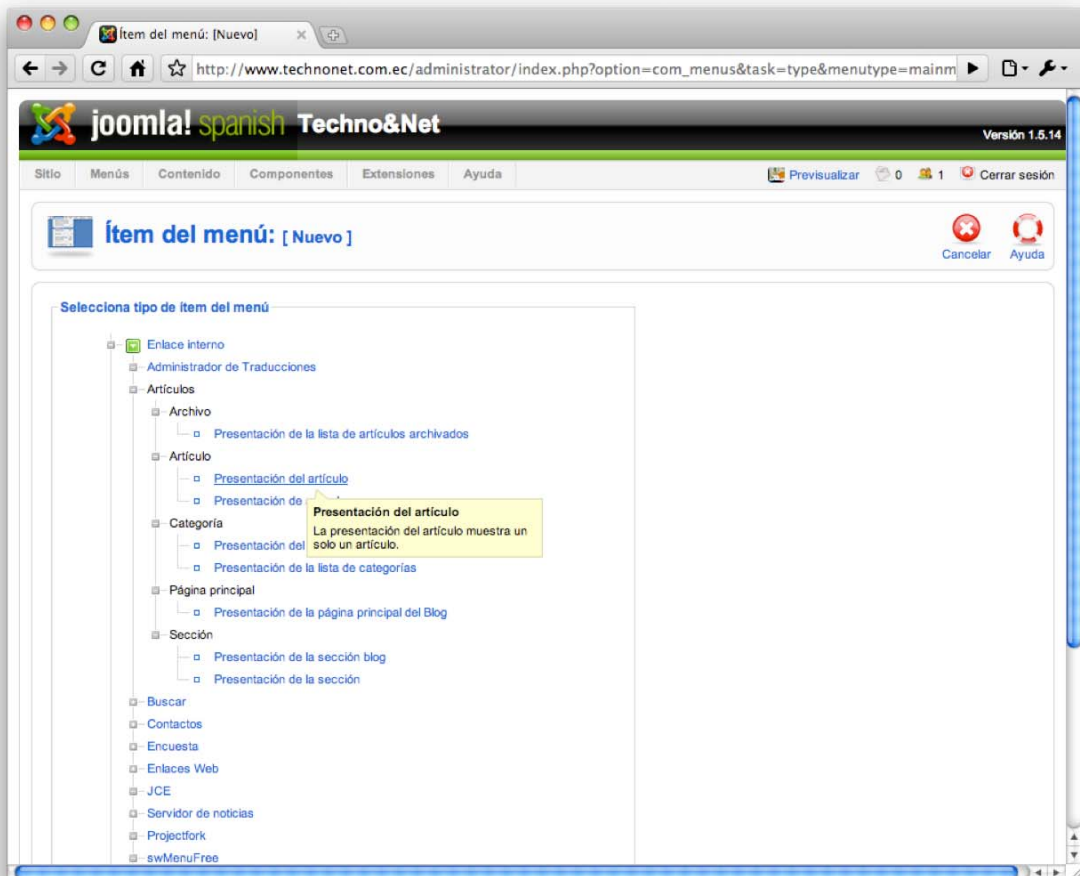 Ítem del menú: [Nuevo]
http://www.technonet.com.ec/administrator/index.php?option=com_menus&task=type&menutype=mainm
joomla! spanish Techno&Net
Versión 1.5.14
Sitio Menús Contenido Componentes Extensiones Ayuda Previsualizar 0 1 Cerrar sesión
Ítem del menú: [ Nuevo ]
Cancelar Ayuda
Selecciona tipo de ítem del menú
Enlace interno
Administrador de Traducciones
Artículos
Archivo
Presentación de la lista de artículos archivados
Artículo
Presentación del artículo
Presentación de
Presentación del artículo
La presentación del artículo muestra un
solo un artículo.
Categoría
Presentación del
Presentación de la lista de categorías
Página principal
Presentación de la página principal del Blog
Sección
Presentación de la sección blog
Presentación de la sección
Buscar
Contactos
Encuesta
Enlaces Web
JCE
Servidor de noticias
Projectfork
swMenuFree